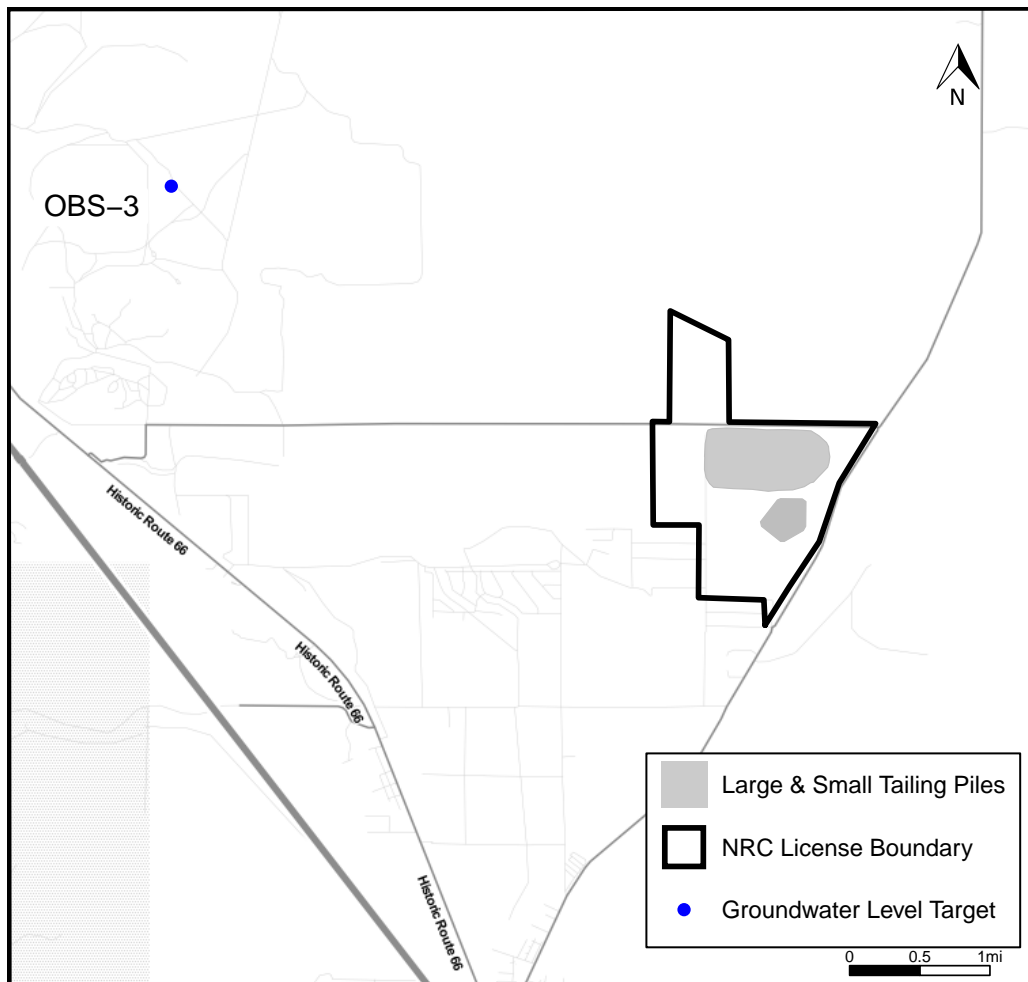 N
OBS−3
Historic Route 66
Historic Route 66
Historic Route 66
Large & Small Tailing Piles
NRC License Boundary
Groundwater Level Target
0 0.5 1mi